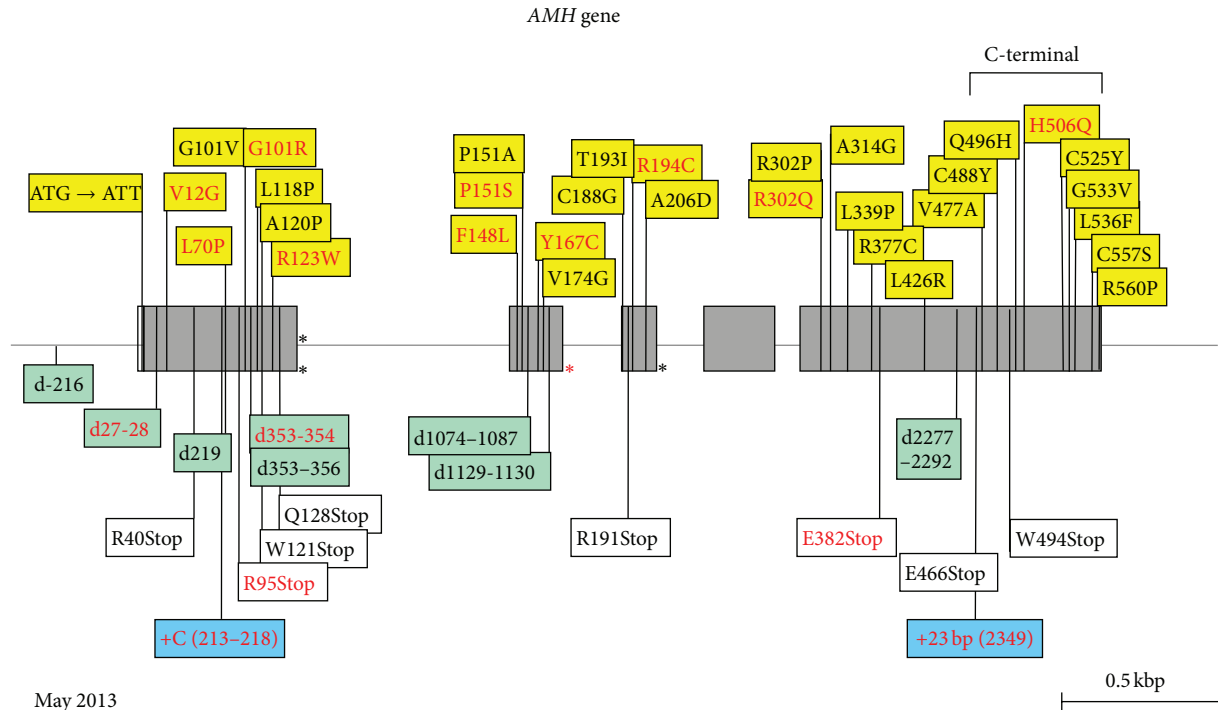 AMH gene
C-terminal
ATG → ATT
V12G
L70P
G101V
G101R
L118P
A120P
R123W
P151A
P151S
F148L
Y167C
V174G
T193I
C188G
R194C
A206D
R302P
R302Q
A314G
L339P
R377C
L426R
V477A
C488Y
Q496H
H506Q
C525Y
G533V
L536F
C557S
R560P
*
*
*
*
d-216
d27-28
d219
d353-354
d353–356
d1074–1087
d1129-1130
d2277
–2292
R40Stop
Q128Stop
W121Stop
R95Stop
R191Stop
E382Stop
E466Stop
W494Stop
+C (213–218)
+23 bp (2349)
0.5 kbp
May 2013